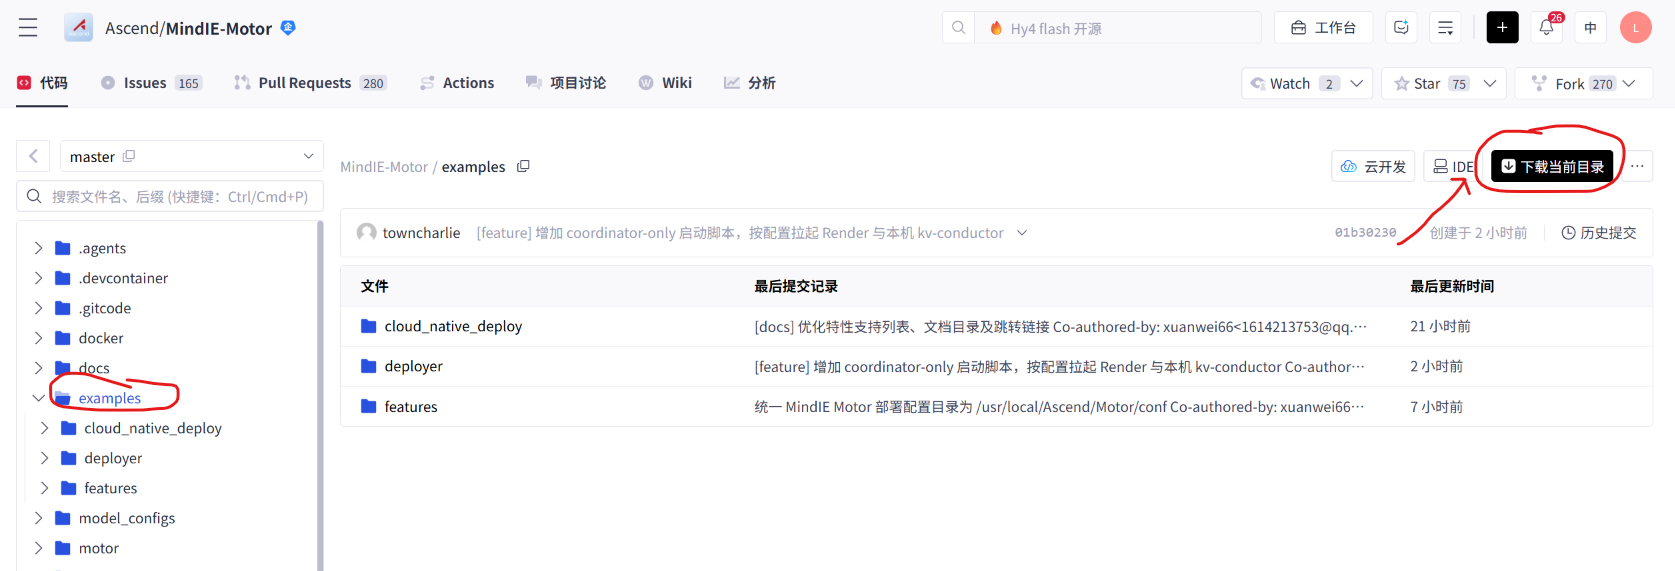 Ascend/MindIE-Motor 企
Hy4 flash 开源
工作台
26
中
L
代码
Issues 165
Pull Requests 280
Actions
项目讨论
Wiki
分析
Watch 2
Star 75
Fork 270
master
搜索文件名、后缀 (快捷键：Ctrl/Cmd+P)
.agents
.devcontainer
.gitcode
docker
docs
examples
cloud_native_deploy
deployer
features
model_configs
motor
MindIE-Motor / examples
云开发
IDE
下载当前目录
towncharlie [feature] 增加 coordinator-only 启动脚本，按配置拉起 Render 与本机 kv-conductor
01b30230 创建于 2 小时前 历史提交
文件 最后提交记录 最后更新时间
cloud_native_deploy [docs] 优化特性支持列表、文档目录及跳转链接 Co-authored-by: xuanwei66<1614213753@qq.··· 21 小时前
deployer [feature] 增加 coordinator-only 启动脚本，按配置拉起 Render 与本机 kv-conductor Co-author··· 2 小时前
features 统一 MindIE Motor 部署配置目录为 /usr/local/Ascend/Motor/conf Co-authored-by: xuanwei66··· 7 小时前